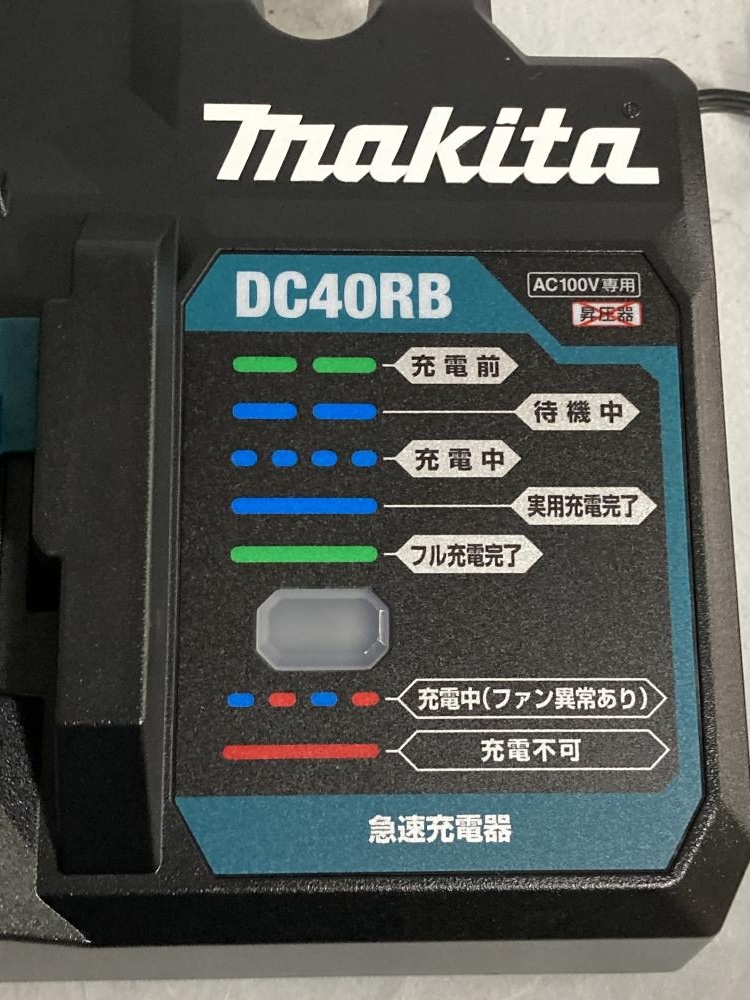 makita®
DC40RB
AC100V専用
昇圧器
充電前
待機中
充電中
実用充電完了
フル充電完了
充電中(ファン異常あり)
充電不可
急速充電器